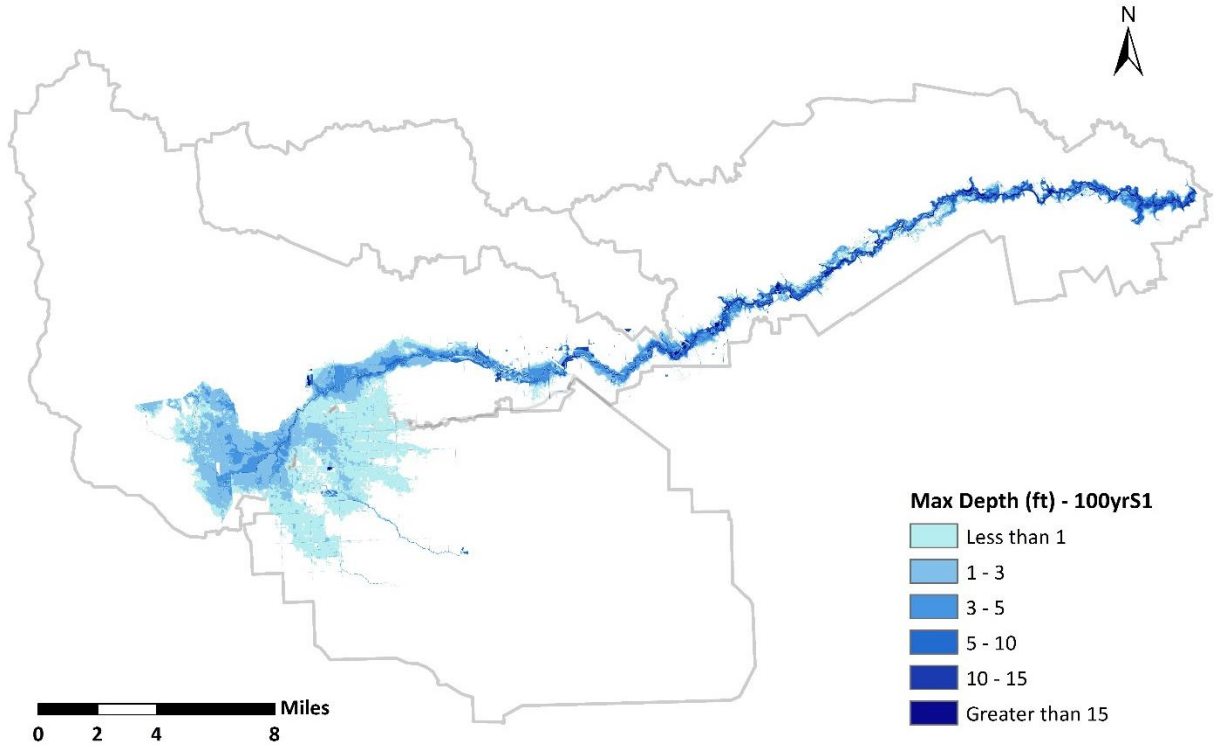 N
Max Depth (ft) - 100yrS1
Less than 1
1 - 3
3 - 5
5 - 10
10 - 15
Greater than 15
Miles
0 2 4 8